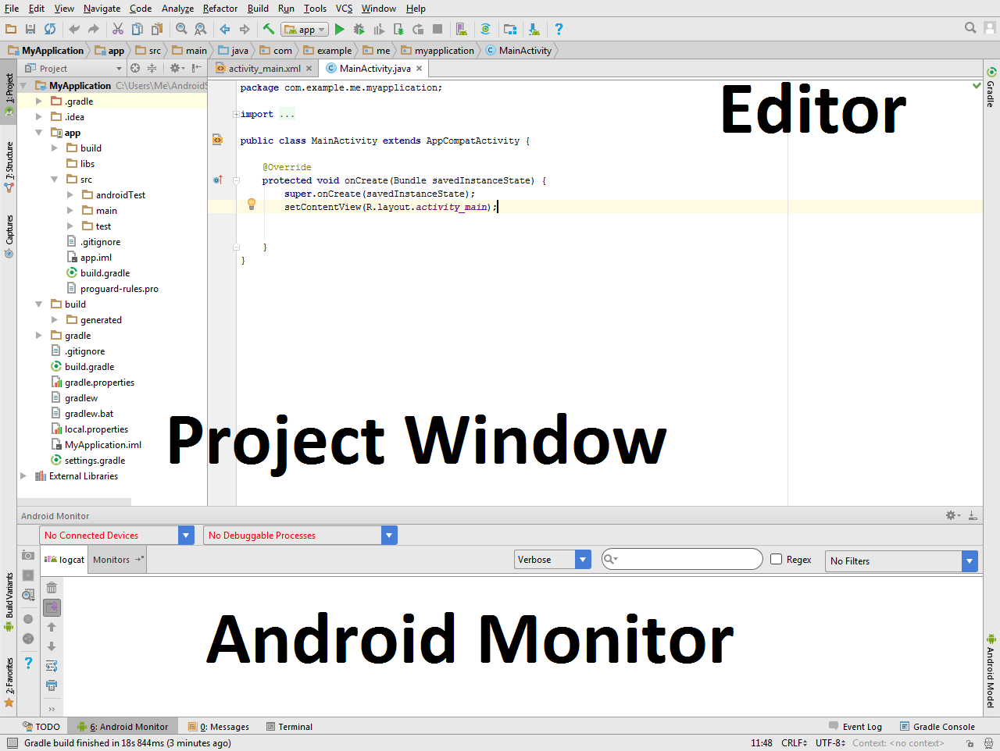 File Edit View Navigate Code Analyze Refactor Build Run Tools VCS Window Help
app
MyApplication app src main java com example me myapplication MainActivity
1: Project
7: Structure
Captures
Build Variants
2: Favorites
Project
MyApplication C:\Users\Me\AndroidS
.gradle
.idea
app
build
libs
src
androidTest
main
test
.gitignore
app.iml
build.gradle
proguard-rules.pro
build
generated
gradle
.gitignore
build.gradle
gradle.properties
gradlew
gradlew.bat
local.properties
MyApplication.iml
settings.gradle
External Libraries
activity_main.xml MainActivity.java
package com.example.me.myapplication;
import ...
public class MainActivity extends AppCompatActivity {
@Override
protected void onCreate(Bundle savedInstanceState) {
super.onCreate(savedInstanceState);
setContentView(R.layout.activity_main);
}
}
Editor
Project Window
Gradle
Android Model
Android Monitor
No Connected Devices No Debuggable Processes
logcat Monitors Verbose Regex No Filters
Android Monitor
TODO 6: Android Monitor 0: Messages Terminal Event Log Gradle Console
Gradle build finished in 18s 844ms (3 minutes ago) 11:48 CRLF UTF-8 Context: <no context>